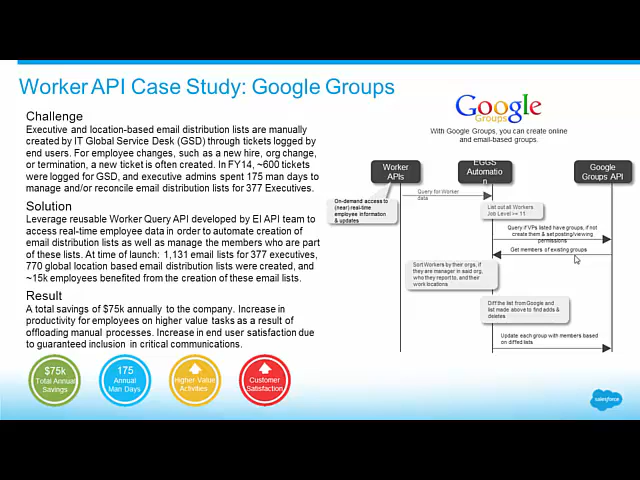 Worker API Case Study: Google Groups
Challenge
Executive and location-based email distribution lists are manually
created by IT Global Service Desk (GSD) through tickets logged by
end users. For employee changes, such as a new hire, org change,
or termination, a new ticket is often created. In FY14, ~600 tickets
were logged for GSD, and executive admins spent 175 man days to
manage and/or reconcile email distribution lists for 377 Executives.
Solution
Leverage reusable Worker Query API developed by EI API team to
access real-time employee data in order to automate creation of
email distribution lists as well as manage the members who are part
of these lists. At time of launch: 1,131 email lists for 377 executives,
770 global location based email distribution lists were created, and
~15k employees benefited from the creation of these email lists.
Result
A total savings of $75k annually to the company. Increase in
productivity for employees on higher value tasks as a result of
offloading manual processes. Increase in end user satisfaction due
to guaranteed inclusion in critical communications.
$75k
Total Annual
Savings
175
Annual
Man Days
Higher Value
Activities
Customer
Satisfaction
Google
Groups
With Google Groups, you can create online
and email-based groups.
Worker
APIs
EGGS
Automatio
n
Google
Groups API
On-demand access to
(near) real-time
employee information
& updates
Query for Worker
data
List out all Workers
Job Level >= 11
Query if VPs listed have groups, if not
create them & set posting/viewing
permissions
Get members of existing groups
Sort Workers by their orgs, if
they are manager in said org,
who they report to, and their
work locations
Diff the list from Google and
list made above to find adds &
deletes
Update each group with members
based on diffed lists
salesforce